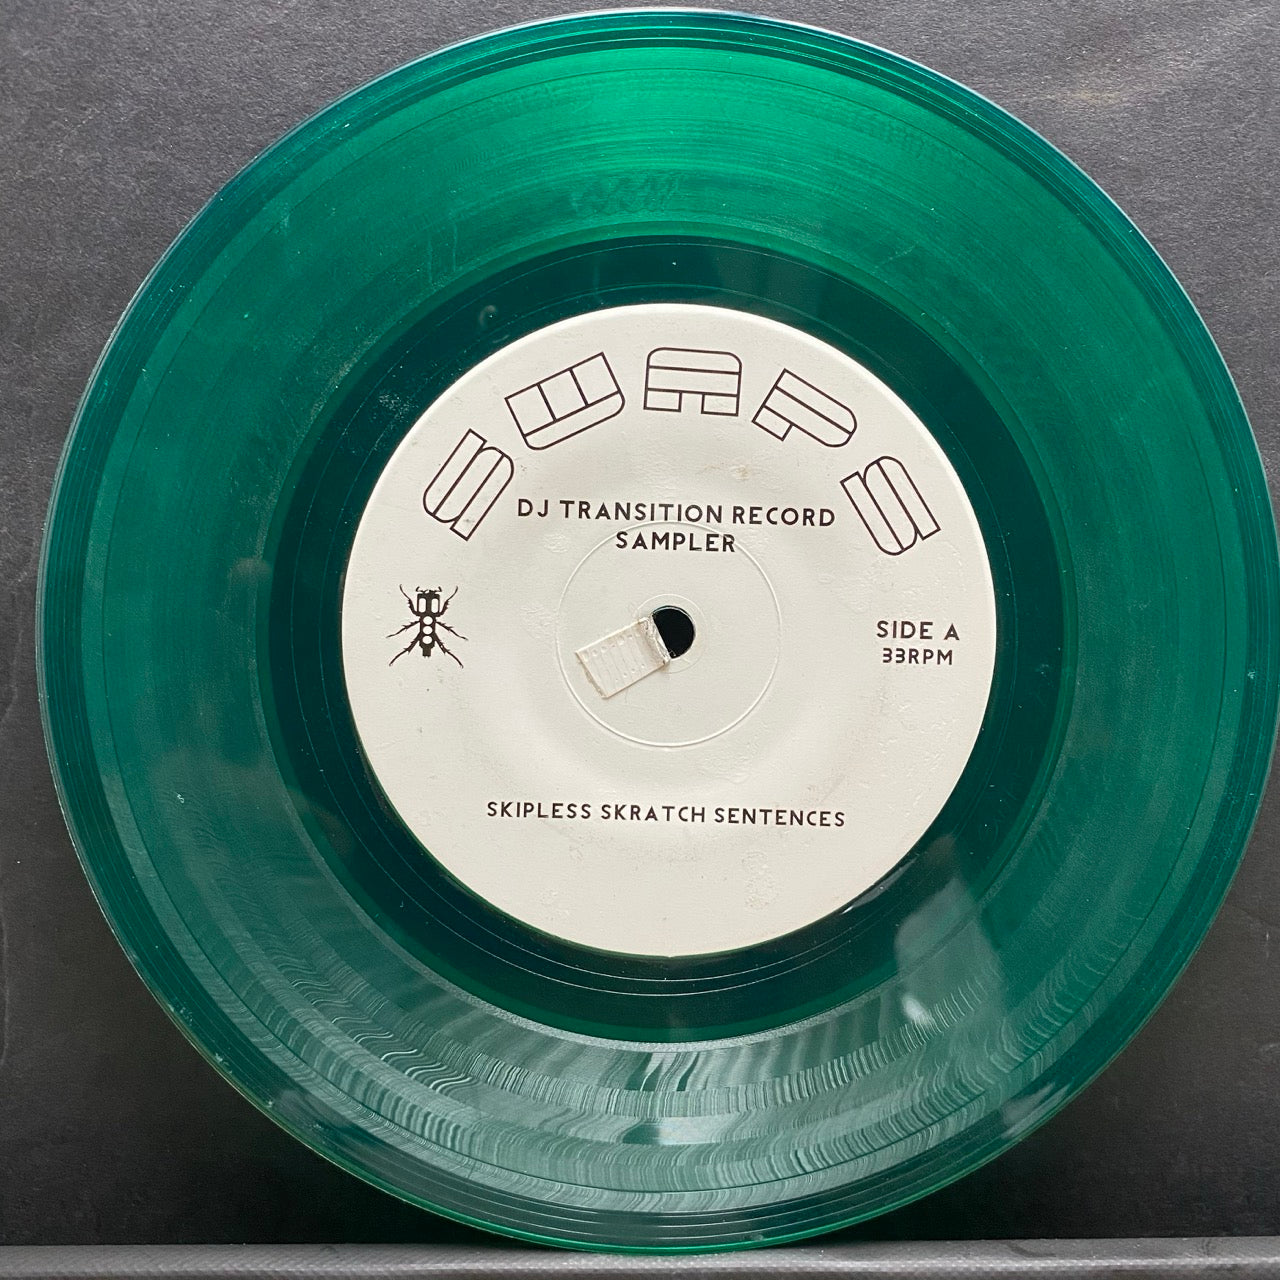 SWAPS
DJ TRANSITION RECORD
SAMPLER
SIDE A
33RPM
SKIPLESS SKRATCH SENTENCES